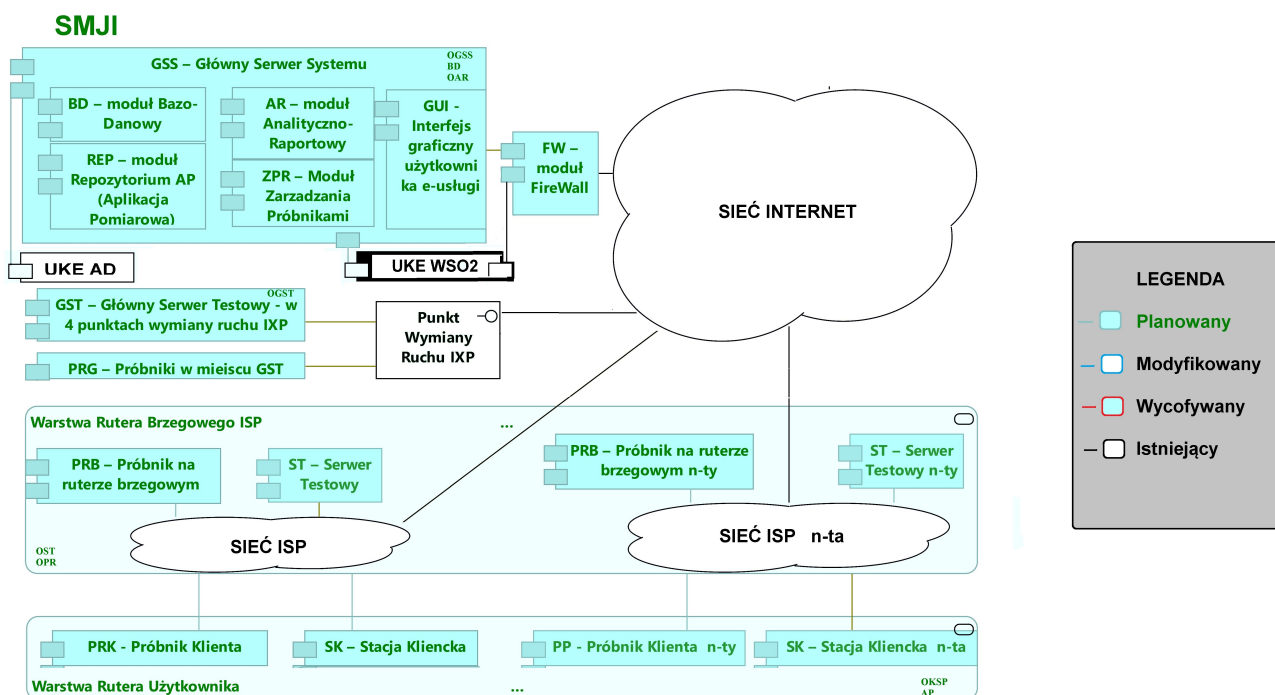 SMJI
GSS – Główny Serwer Systemu
OGSS
BD
OAR
BD – moduł Bazo-
Danowy
AR – moduł
Analityczno-
Raportowy
GUI -
Interfejs
graficzny
użytkowni
ka e-usługi
REP – moduł
Repozytorium AP
(Aplikacja
Pomiarowa)
ZPR – Moduł
Zarzadzania
Próbnikami
FW –
moduł
FireWall
SIEĆ INTERNET
UKE AD
UKE WSO2
OGST
GST – Główny Serwer Testowy - w
4 punktach wymiany ruchu IXP
PRG – Próbniki w miejscu GST
Punkt
Wymiany
Ruchu IXP
LEGENDA
Planowany
Modyfikowany
Wycofywany
Istniejący
Warstwa Rutera Brzegowego ISP
...
PRB – Próbnik na
ruterze brzegowym
ST – Serwer
Testowy
PRB – Próbnik na ruterze
brzegowym n-ty
ST – Serwer
Testowy n-ty
SIEĆ ISP
SIEĆ ISP n-ta
OST
OPR
PRK - Próbnik Klienta
SK – Stacja Kliencka
PP - Próbnik Klienta n-ty
SK – Stacja Kliencka n-ta
Warstwa Rutera Użytkownika
...
OKSP
AP